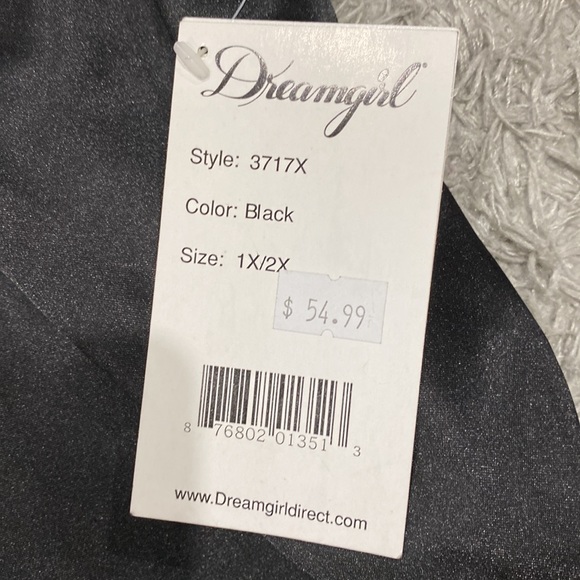 Dreamgirl®
Style: 3717X
Color: Black
Size: 1X/2X
$ 54.99
8 76802 01351 3
www.Dreamgirldirect.com